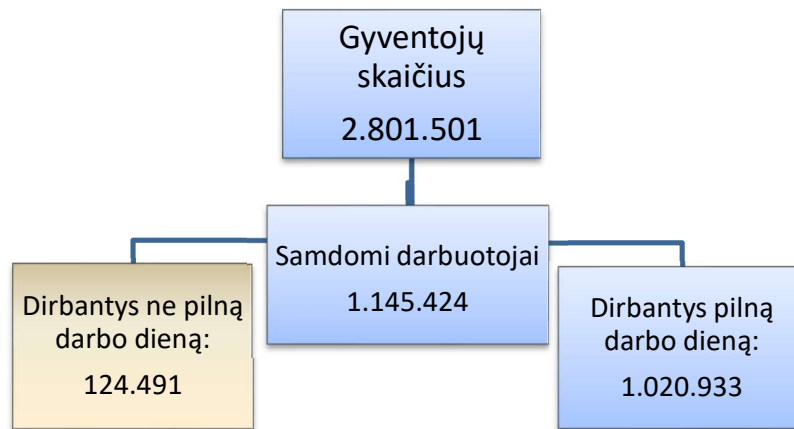 Gyventojų
skaičius
2.801.501
Samdomi darbuotojai
1.145.424
Dirbantys ne pilną
darbo dieną:
124.491
Dirbantys pilną
darbo dieną:
1.020.933